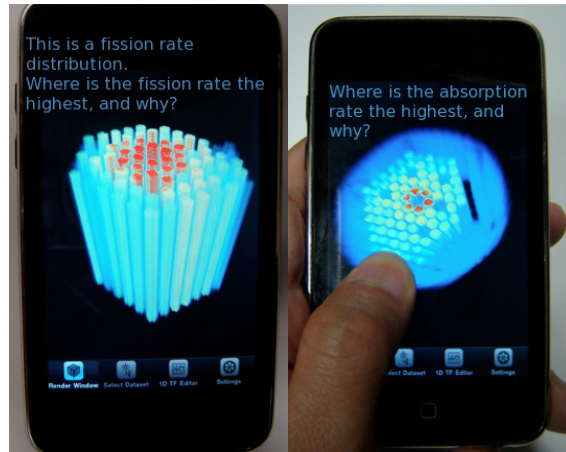 This is a fission rate
distribution.
Where is the fission rate the
highest, and why?
Render Window
Select Dataset
1D TF Editor
Settings
Where is the absorption
rate the highest, and
why?
ect Dataset
1D TF Editor
Settings